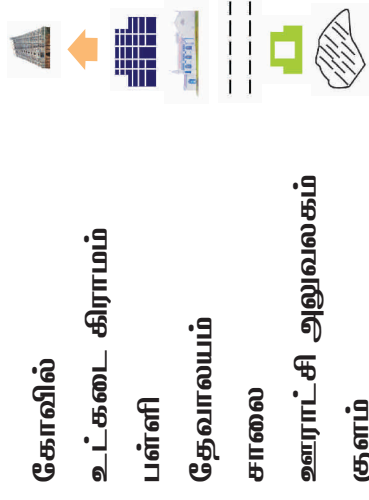 கோவில்
உட்கடை கிராமம்
பள்ளி
தேவாலயம்
சாலை
ஊராட்சி அலுவலகம்
குளம்